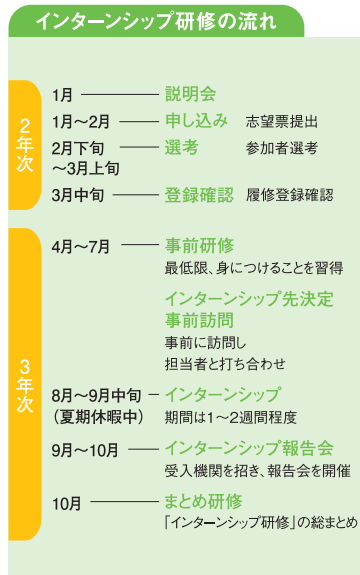 インターンシップ研修の流れ
2年次
1月 説明会
1月～2月 申し込み 志望票提出
2月下旬 選考 参加者選考
～3月上旬
3月中旬 登録確認 履修登録確認
3年次
4月～7月 事前研修
最低限、身につけることを習得
インターンシップ先決定
事前訪問
事前に訪問し
担当者と打ち合わせ
8月～9月中旬 インターンシップ
（夏期休暇中） 期間は1～2週間程度
9月～10月 インターンシップ報告会
受入機関を招き、報告会を開催
10月 まとめ研修
「インターンシップ研修」の総まとめ